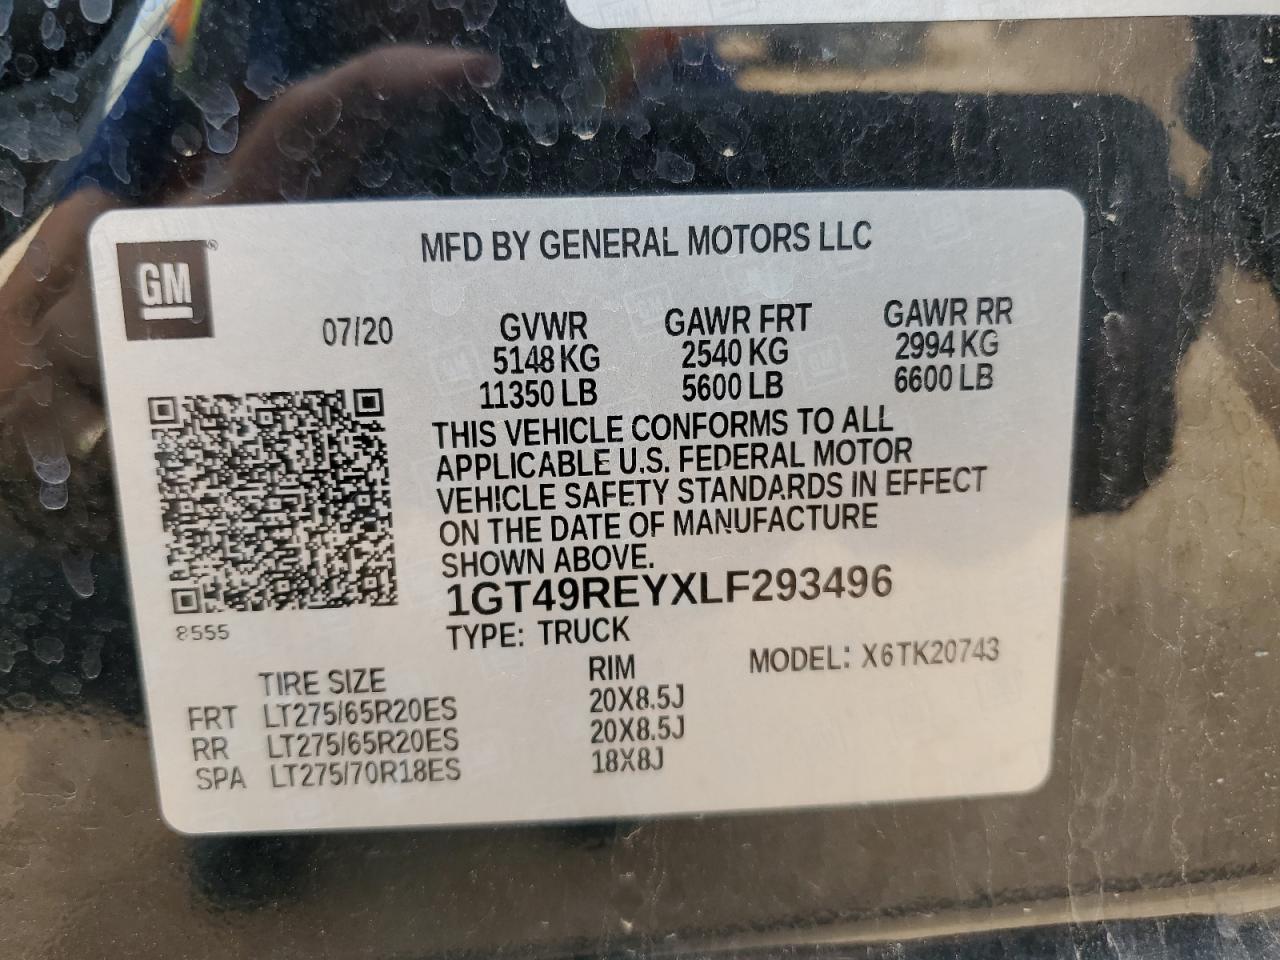 MFD BY GENERAL MOTORS LLC
GM®
07/20
GVWR GAWR FRT GAWR RR
5148 KG 2540 KG 2994 KG
11350 LB 5600 LB 6600 LB
THIS VEHICLE CONFORMS TO ALL
APPLICABLE U.S. FEDERAL MOTOR
VEHICLE SAFETY STANDARDS IN EFFECT
ON THE DATE OF MANUFACTURE
SHOWN ABOVE.
1GT49REYXLF293496
8555
TYPE: TRUCK
MODEL: X6TK20743
TIRE SIZE RIM
FRT LT275/65R20ES 20X8.5J
RR LT275/65R20ES 20X8.5J
SPA LT275/70R18ES 18X8J